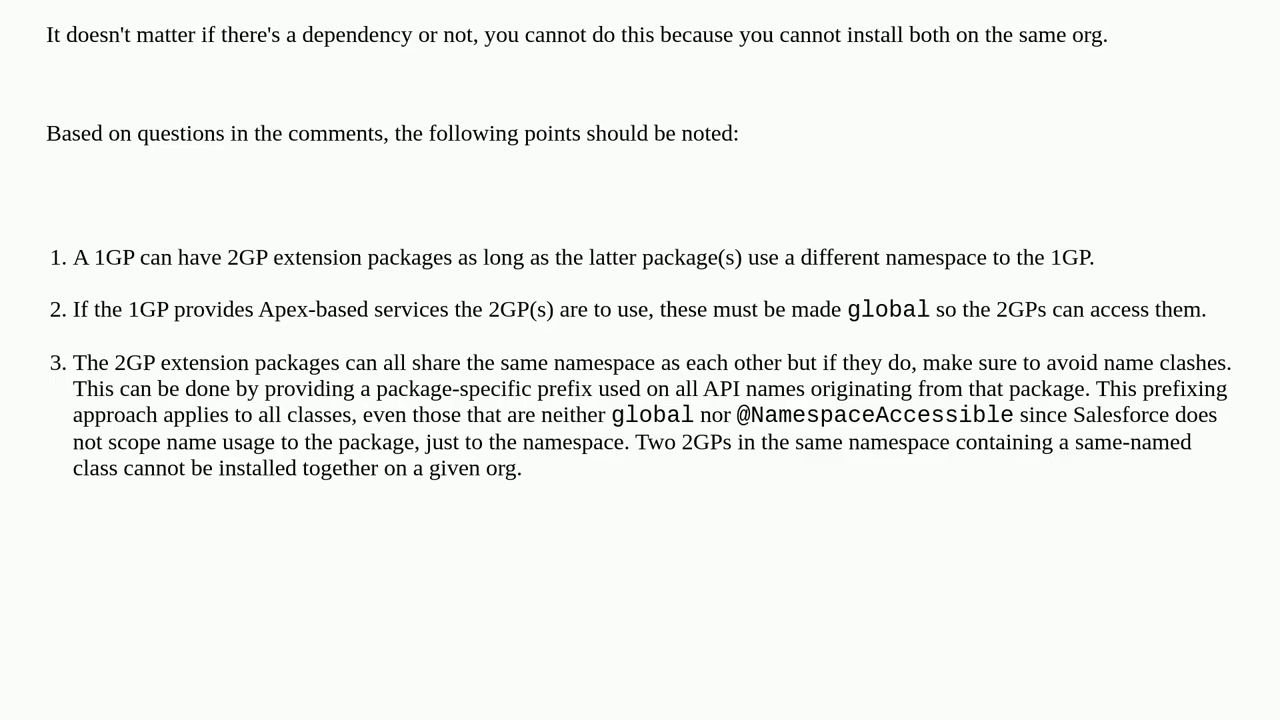 It doesn't matter if there's a dependency or not, you cannot do this because you cannot install both on the same org.
Based on questions in the comments, the following points should be noted:
1. A 1GP can have 2GP extension packages as long as the latter package(s) use a different namespace to the 1GP.
2. If the 1GP provides Apex-based services the 2GP(s) are to use, these must be made global so the 2GPs can access them.
3. The 2GP extension packages can all share the same namespace as each other but if they do, make sure to avoid name clashes.
This can be done by providing a package-specific prefix used on all API names originating from that package. This prefixing
approach applies to all classes, even those that are neither global nor @NamespaceAccessible since Salesforce does
not scope name usage to the package, just to the namespace. Two 2GPs in the same namespace containing a same-named
class cannot be installed together on a given org.